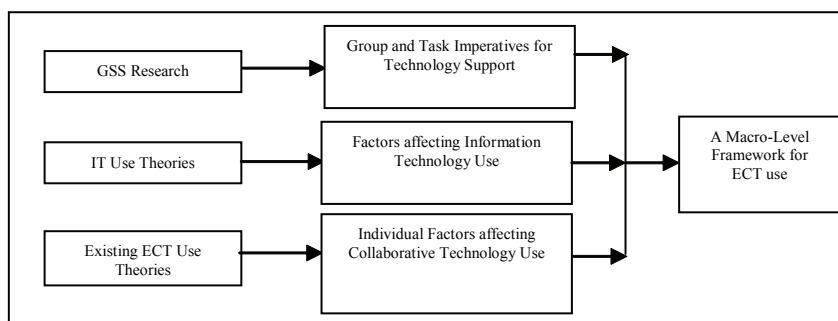 GSS Research
Group and Task Imperatives for
Technology Support
IT Use Theories
Factors affecting Information
Technology Use
Existing ECT Use
Theories
Individual Factors affecting
Collaborative Technology Use
A Macro-Level
Framework for
ECT use